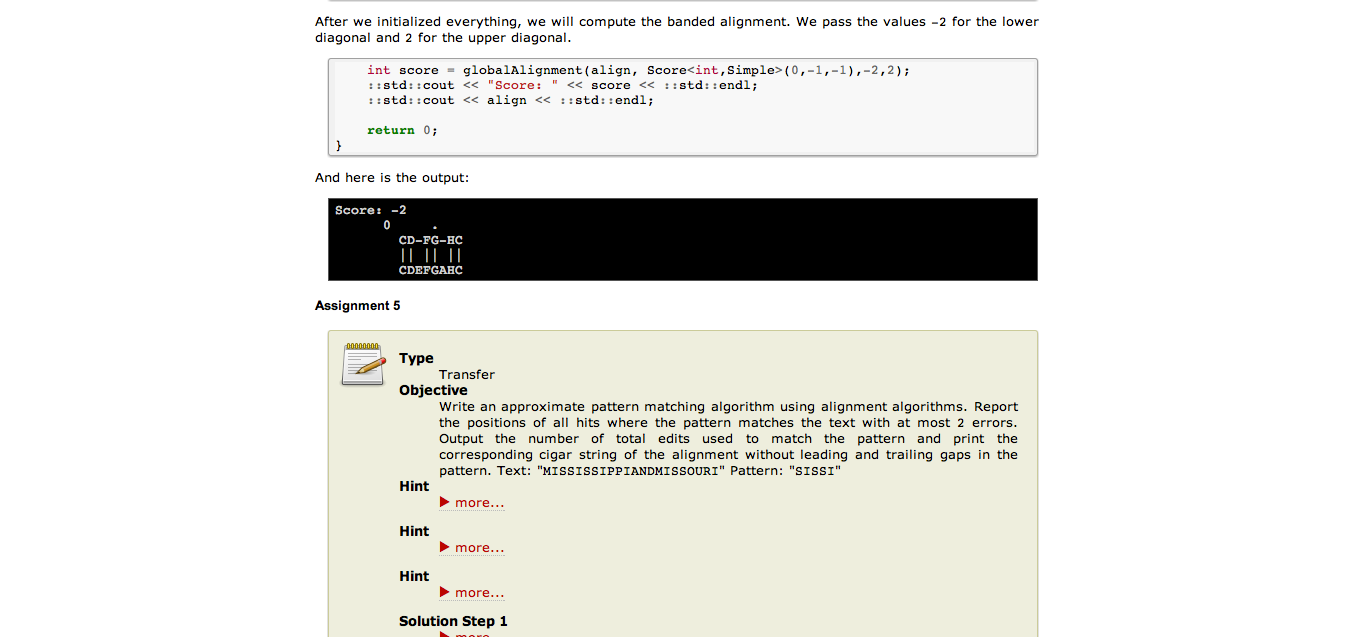 After we initialized everything, we will compute the banded alignment. We pass the values -2 for the lower
diagonal and 2 for the upper diagonal.
int score = globalAlignment(align, Score<int,Simple>(0,-1,-1),-2,2);
::std::cout << "Score: " << score << ::std::endl;
::std::cout << align << ::std::endl;
return 0;
}
And here is the output:
Score: -2
0 .
CD-FG-HC
|| || ||
CDEFGAHC
Assignment 5
Type
Transfer
Objective
Write an approximate pattern matching algorithm using alignment algorithms. Report
the positions of all hits where the pattern matches the text with at most 2 errors.
Output the number of total edits used to match the pattern and print the
corresponding cigar string of the alignment without leading and trailing gaps in the
pattern. Text: "MISSISSIPPIANDMISSOURI" Pattern: "SISSI"
Hint
more...
Hint
more...
Hint
more...
Solution Step 1